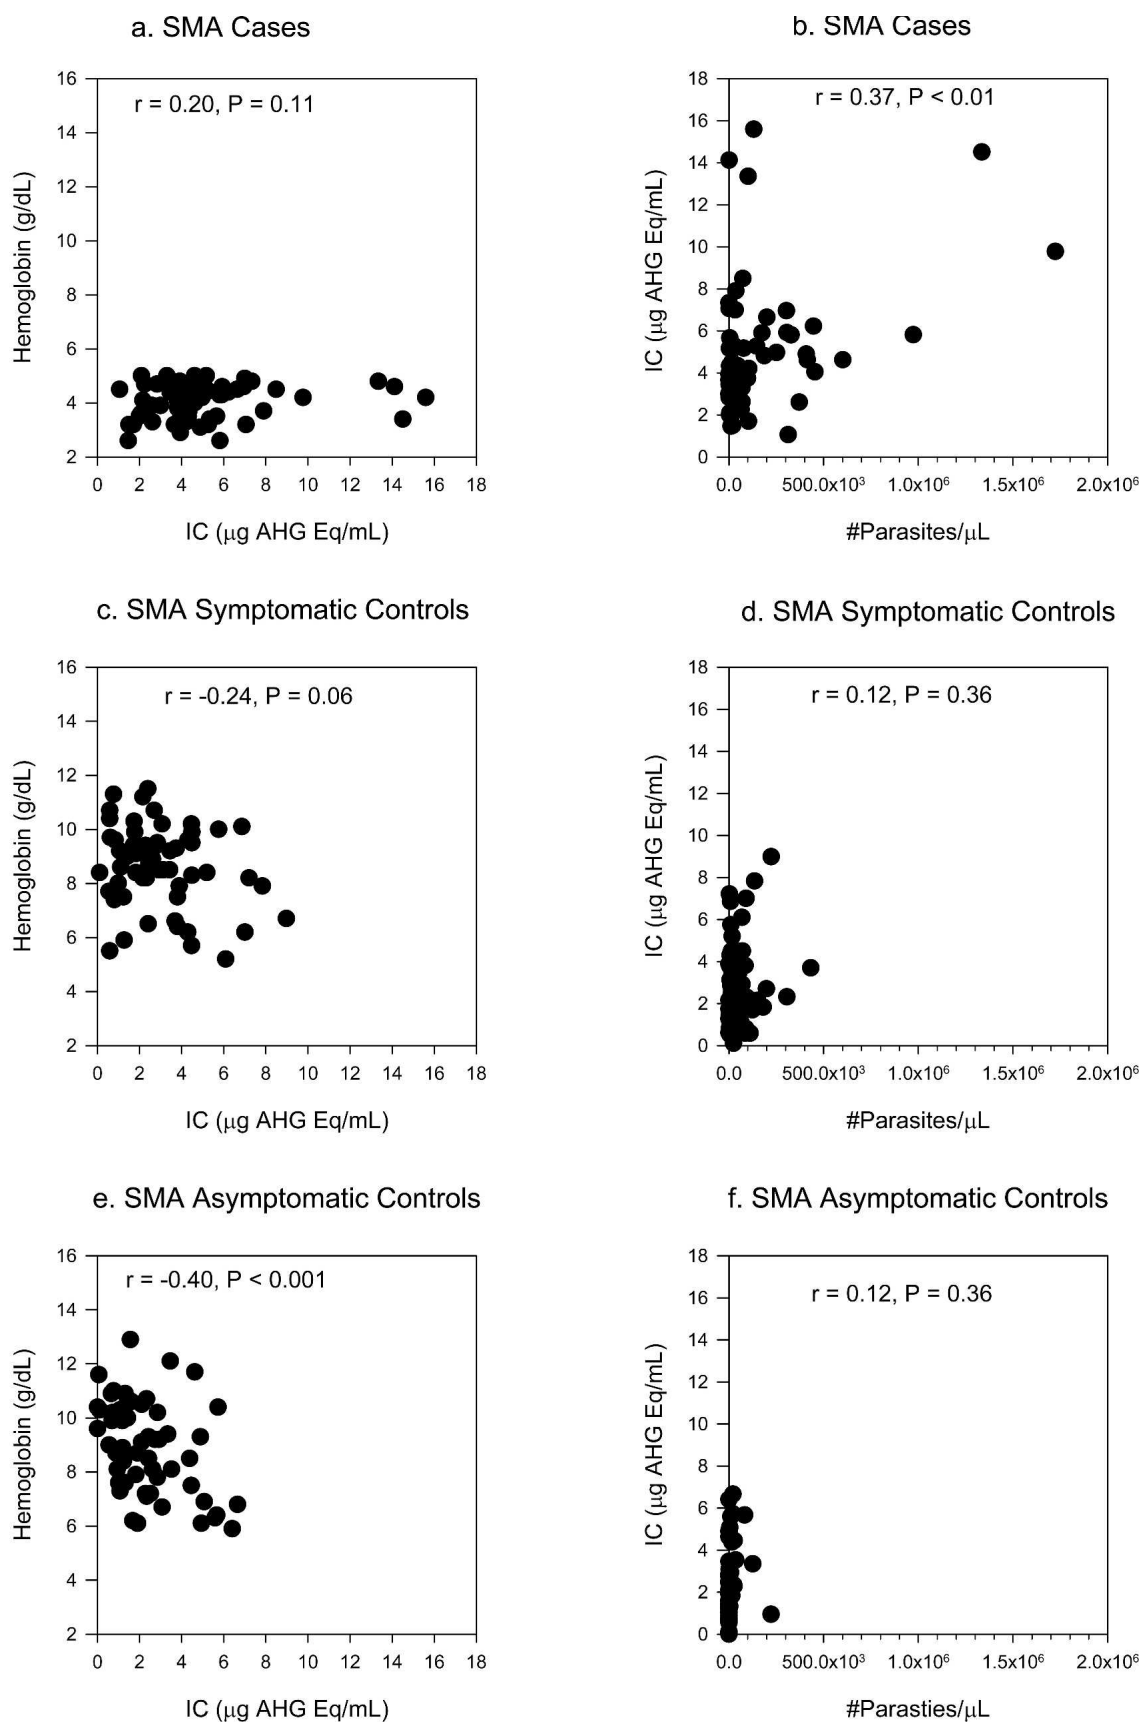 a. SMA Cases
r = 0.20, P = 0.11
16
14
12
10
8
6
4
2
Hemoglobin (g/dL)
0 2 4 6 8 10 12 14 16 18
IC (μg AHG Eq/mL)
b. SMA Cases
r = 0.37, P < 0.01
18
16
14
12
10
8
6
4
2
0
IC (μg AHG Eq/mL)
0.0 500.0x10³ 1.0x10⁶ 1.5x10⁶ 2.0x10⁶
#Parasites/μL
c. SMA Symptomatic Controls
r = -0.24, P = 0.06
16
14
12
10
8
6
4
2
Hemoglobin (g/dL)
0 2 4 6 8 10 12 14 16 18
IC (μg AHG Eq/mL)
d. SMA Symptomatic Controls
r = 0.12, P = 0.36
18
16
14
12
10
8
6
4
2
0
IC (μg AHG Eq/mL)
0.0 500.0x10³ 1.0x10⁶ 1.5x10⁶ 2.0x10⁶
#Parasites/μL
e. SMA Asymptomatic Controls
r = -0.40, P < 0.001
16
14
12
10
8
6
4
2
Hemoglobin (g/dL)
0 2 4 6 8 10 12 14 16 18
IC (μg AHG Eq/mL)
f. SMA Asymptomatic Controls
r = 0.12, P = 0.36
18
16
14
12
10
8
6
4
2
0
IC (μg AHG Eq/mL)
0.0 500.0x10³ 1.0x10⁶ 1.5x10⁶ 2.0x10⁶
#Parasties/μL